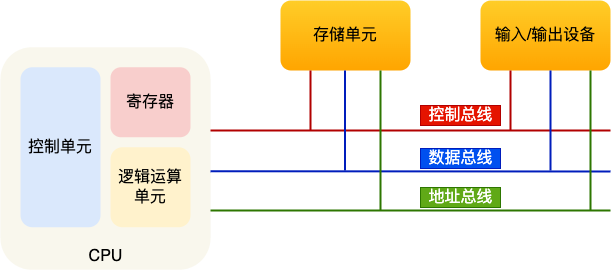 存储单元
输入/输出设备
控制单元
寄存器
逻辑运算
单元
CPU
控制总线
数据总线
地址总线